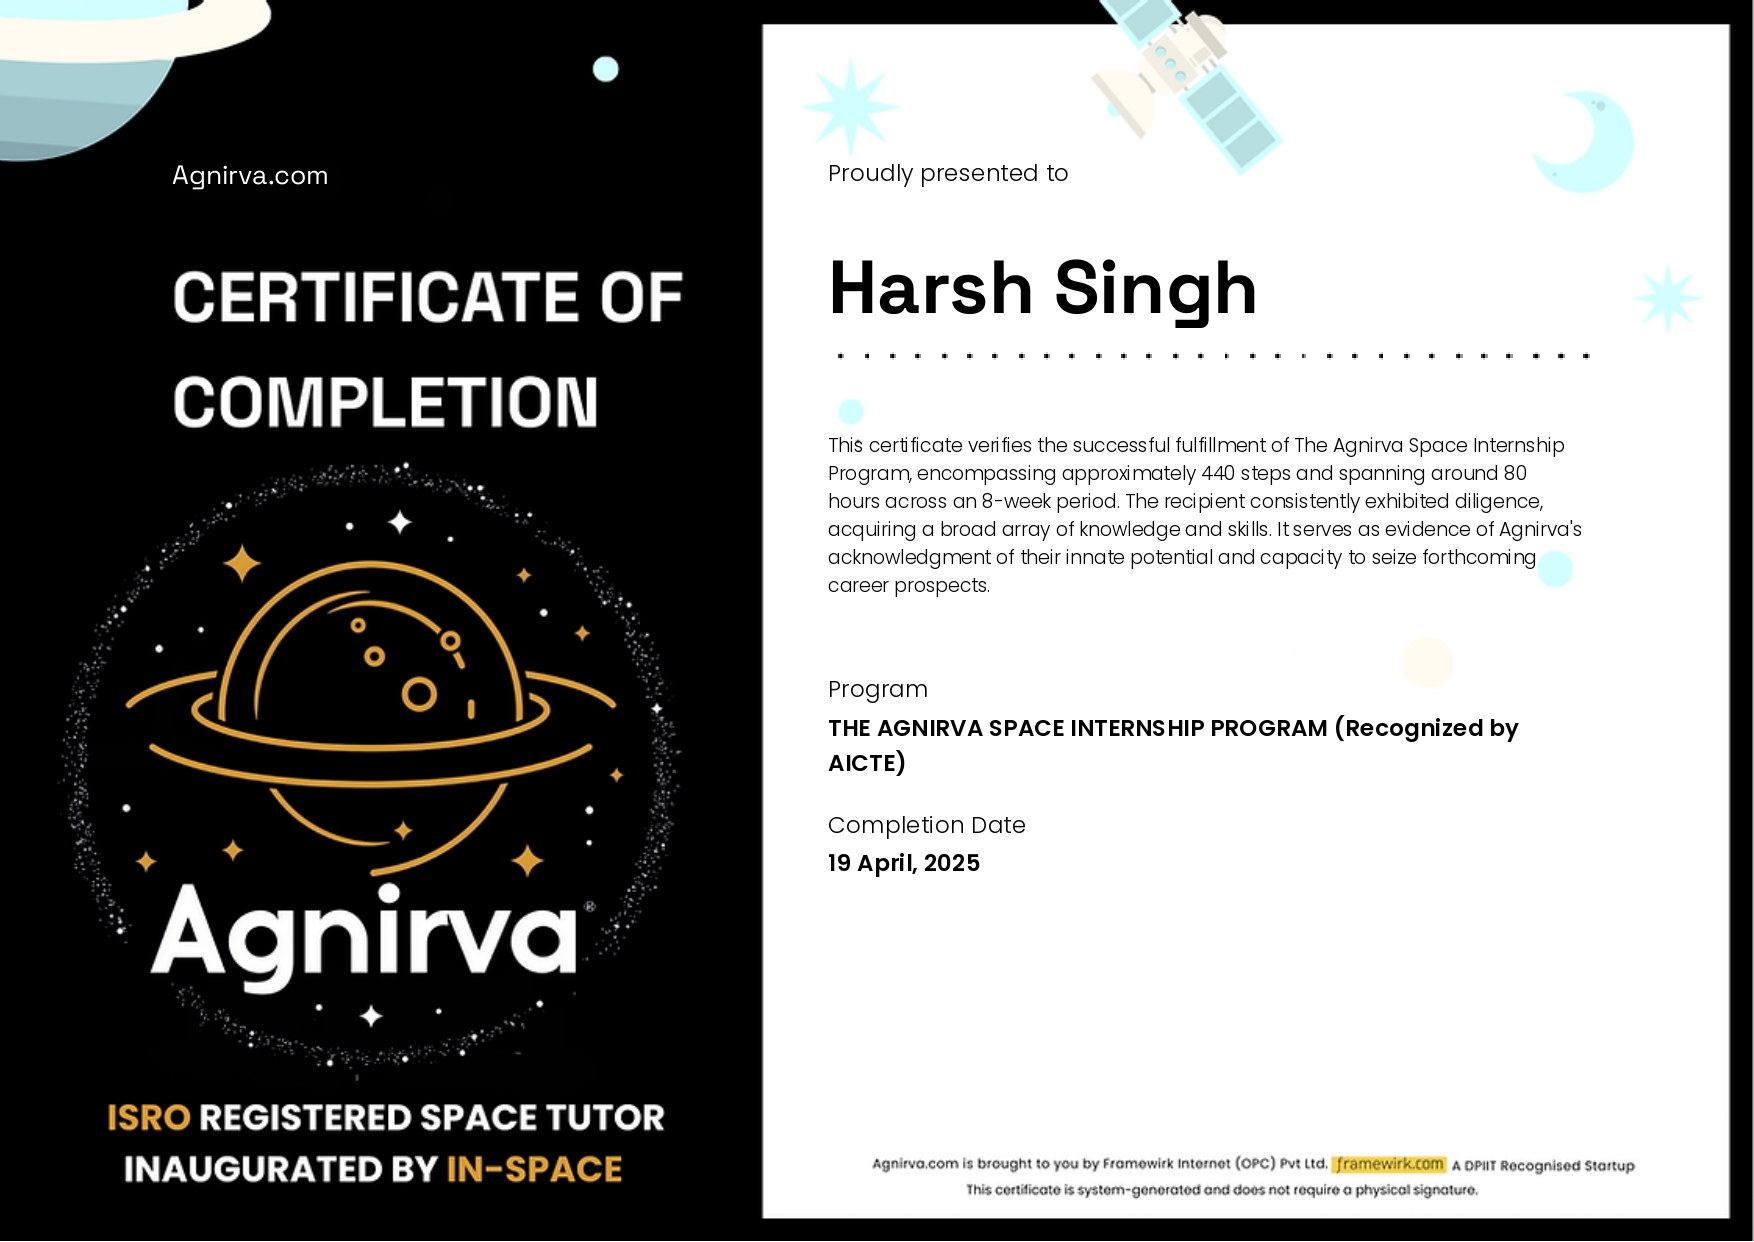 Agnirva.com
CERTIFICATE OF
COMPLETION
Agnirva®
ISRO REGISTERED SPACE TUTOR
INAUGURATED BY IN-SPACE
Proudly presented to
Harsh Singh
This certificate verifies the successful fulfillment of The Agnirva Space Internship
Program, encompassing approximately 440 steps and spanning around 80
hours across an 8-week period. The recipient consistently exhibited diligence,
acquiring a broad array of knowledge and skills. It serves as evidence of Agnirva's
acknowledgment of their innate potential and capacity to seize forthcoming
career prospects.
Program
THE AGNIRVA SPACE INTERNSHIP PROGRAM (Recognized by
AICTE)
Completion Date
19 April, 2025
Agnirva.com is brought to you by Framewirk Internet (OPC) Pvt Ltd. framewirk.com A DPIIT Recognised Startup
This certificate is system-generated and does not require a physical signature.